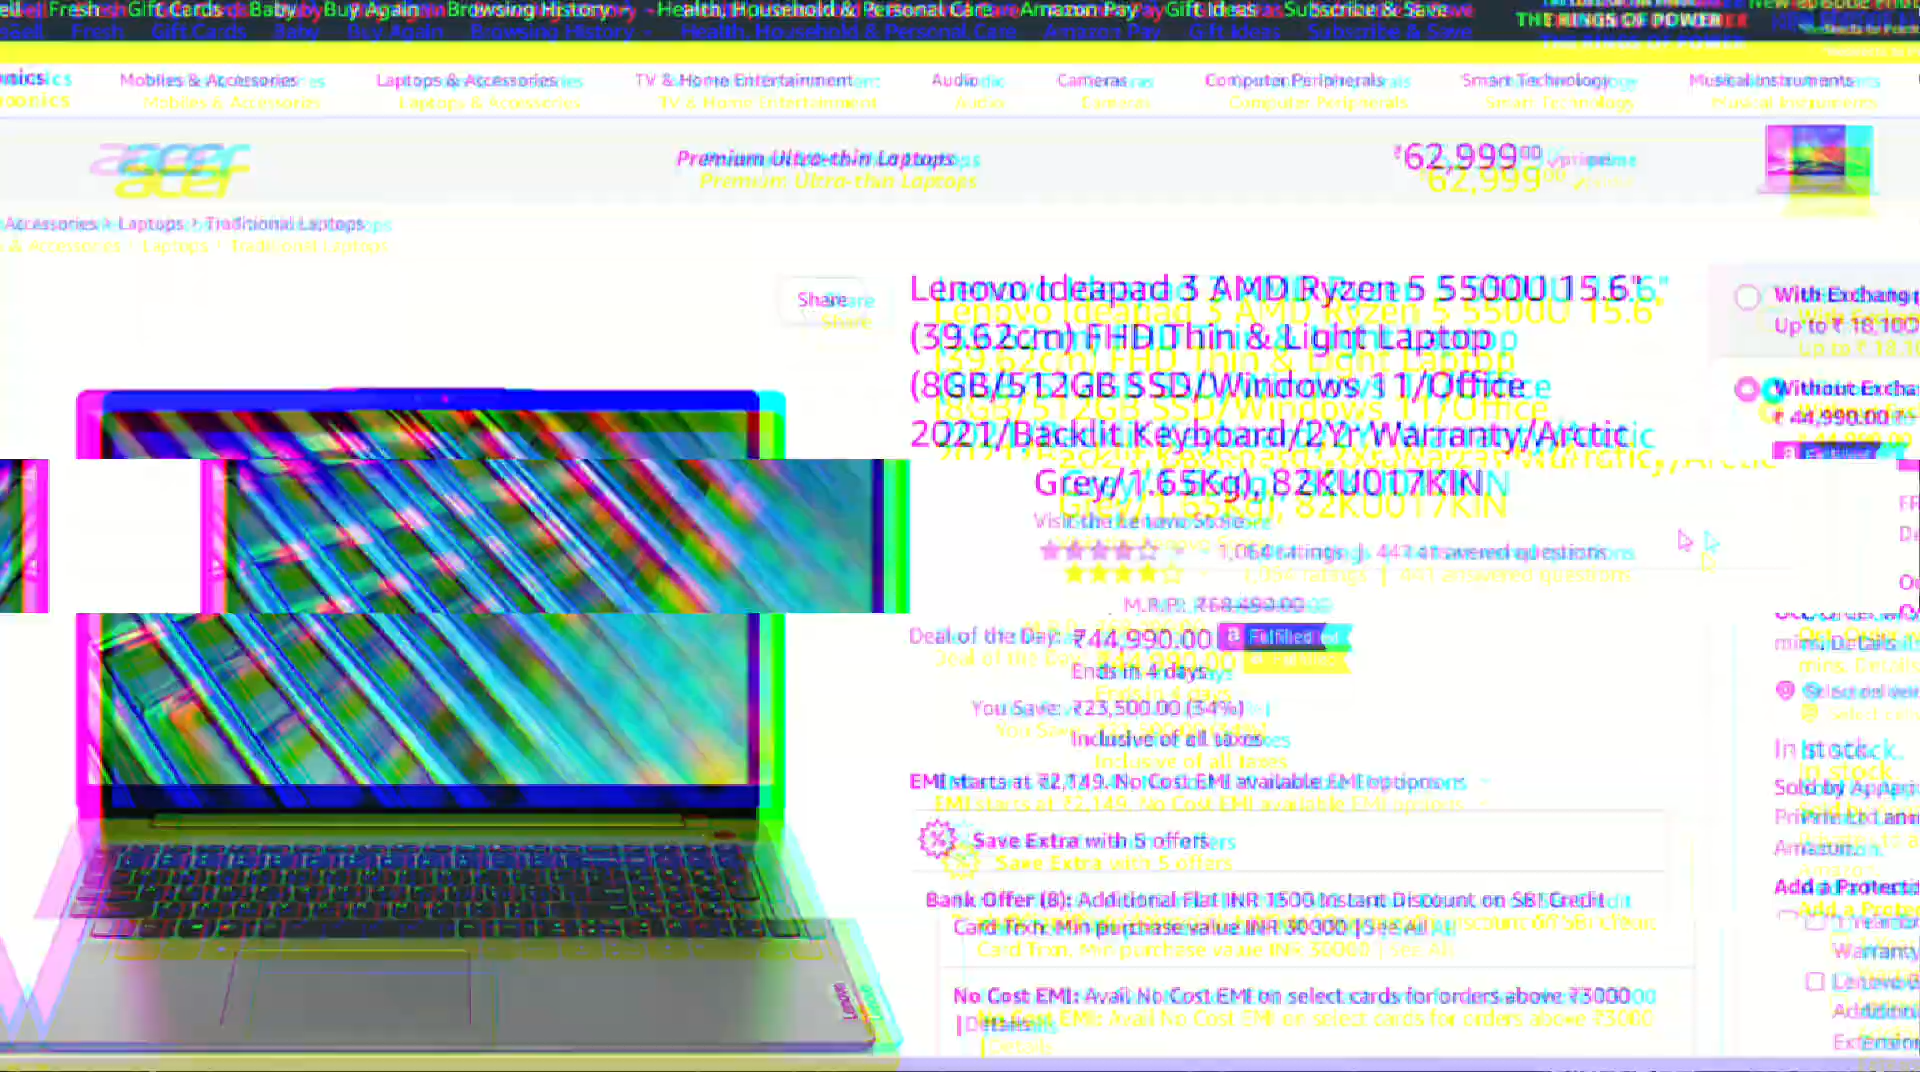 Fresh Gift Cards Baby Buy Again Browsing History Health, Household & Personal Care Amazon Pay Gift Ideas Subscribe & Save
THE RINGS OF POWER
Mobiles & Accessories Laptops & Accessories TV & Home Entertainment Audio Cameras Computer Peripherals Smart Technology Musical Instruments
acer Premium Ultra-thin Laptops ₹62,999.00 prime
Accessories › Laptops › Traditional Laptops
Share
Lenovo Ideapad 3 AMD Ryzen 5 5500U 15.6"
(39.62cm) FHD Thin & Light Laptop
(8GB/512GB SSD/Windows 11/Office
2021/Backlit Keyboard/2Yr Warranty/Arctic
Grey/1.65Kg), 82KU017KIN
Visit the Lenovo Store
1,064 ratings | 441 answered questions
M.R.P.: ₹68,490.00
Deal of the Day: ₹44,990.00 Fulfilled
Ends in 4 days
You Save: ₹23,500.00 (34%)
Inclusive of all taxes
EMI starts at ₹2,149. No Cost EMI available EMI options
Save Extra with 5 offers
Bank Offer (8): Additional Flat INR 1500 Instant Discount on SBI Credit
Card Trxn. Min purchase value INR 30000 | See All
No Cost EMI: Avail No Cost EMI on select cards for orders above ₹3000
| Details
With
Up to ₹ 18,100
Without
₹ 44,990.00
mins. Details
In stock.
Sold by
Amazon.
Add a
Warranty
Lenovo